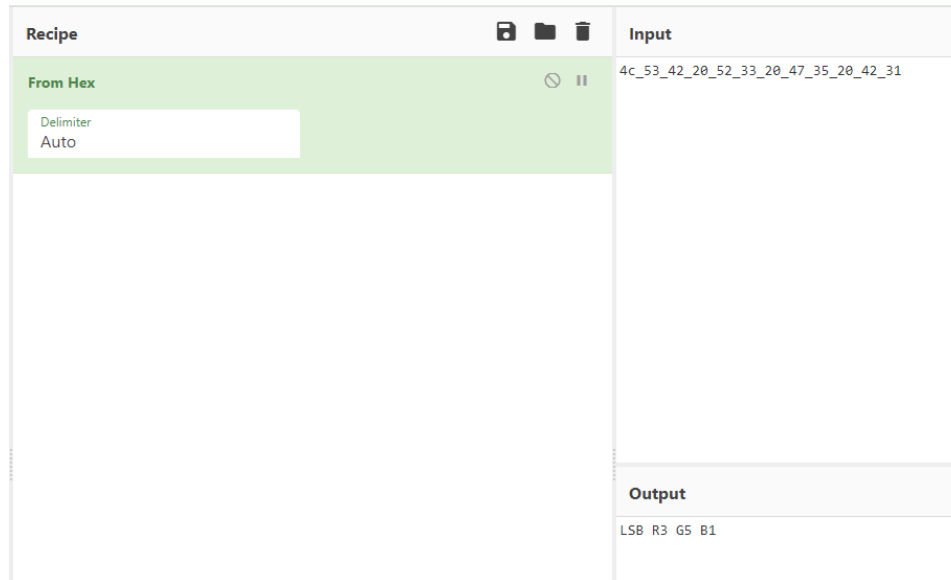 Recipe
From Hex
Delimiter
Auto
Input
4c_53_42_20_52_33_20_47_35_20_42_31
Output
LSB R3 G5 B1